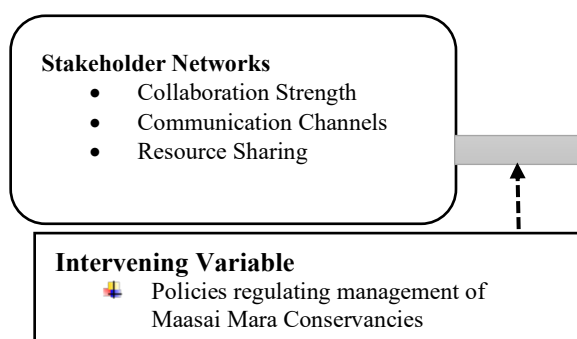 Stakeholder Networks
• Collaboration Strength
• Communication Channels
• Resource Sharing
Intervening Variable
Policies regulating management of
Maasai Mara Conservancies